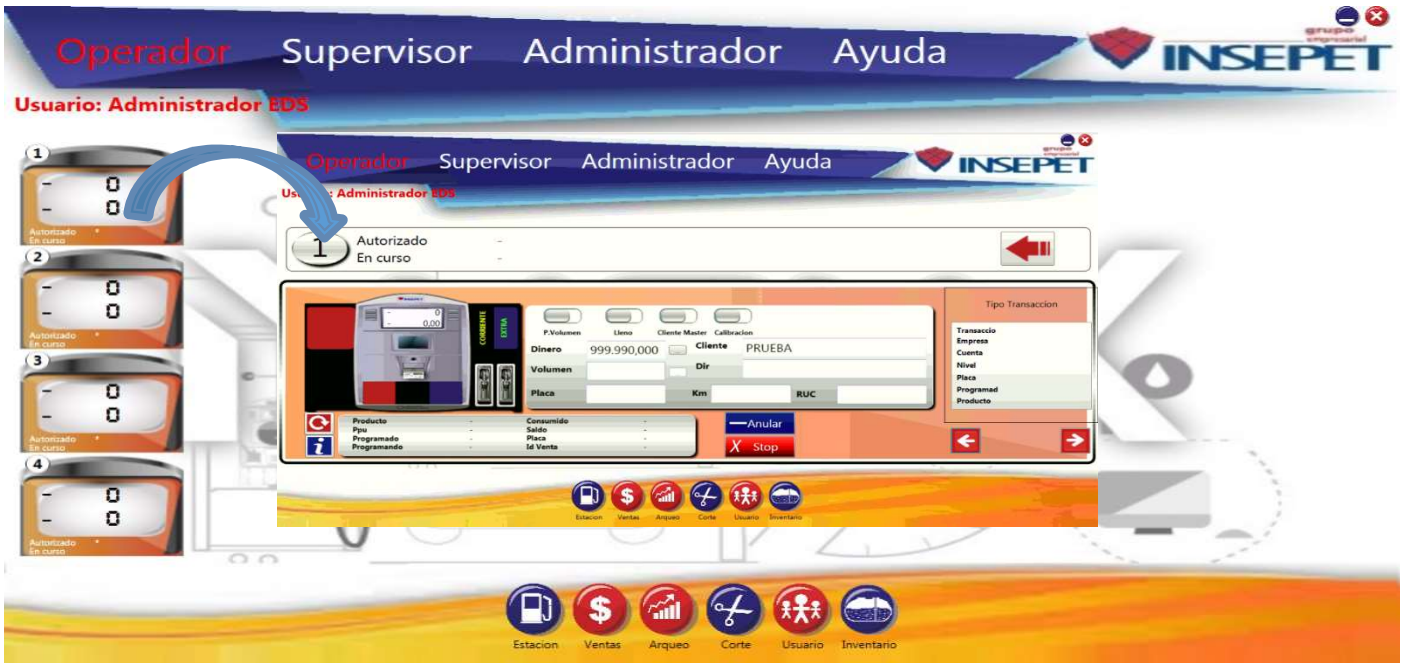 Operador Supervisor Administrador Ayuda
grupo
empresarial
INSEPET
Usuario: Administrador EDS
1
- 0
- 0
Autorizado *
En curso
2
- 0
- 0
Autorizado *
En curso
3
- 0
- 0
Autorizado *
En curso
4
- 0
- 0
Autorizado *
En curso
Operador Supervisor Administrador Ayuda
INSEPET
Administrador EDS
1
Autorizado -
En curso -
- 0
- 0,00
CORRIENTE
EXTRA
P.Volumen Lleno Cliente Master Calibracion
Dinero 999.990,000 Cliente PRUEBA
Volumen Dir
Placa Km RUC
Tipo Transaccion
Transaccio
Empresa
Cuenta
Nivel
Placa
Programad
Producto
Producto - Consumido -
Ppu - Saldo -
Programado - Placa -
Programando - Id Venta -
i
Anular
X Stop
Estacion Ventas Arqueo Corte Usuario Inventario
Estacion Ventas Arqueo Corte Usuario Inventario